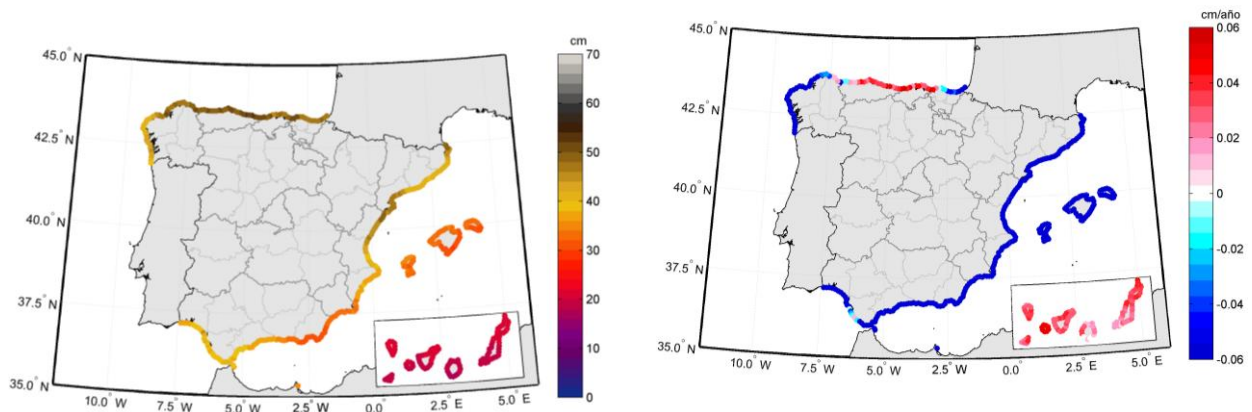 cm
70
60
50
40
30
20
10
0
45.0° N
42.5° N
40.0° N
37.5° N
35.0° N
10.0° W
7.5° W
5.0° W
2.5° W
0.0°
2.5° E
5.0° E
cm/año
0.06
0.04
0.02
0
-0.02
-0.04
-0.06
45.0° N
42.5° N
40.0° N
37.5° N
35.0° N
10.0° W
7.5° W
5.0° W
2.5° W
0.0°
2.5° E
5.0° E